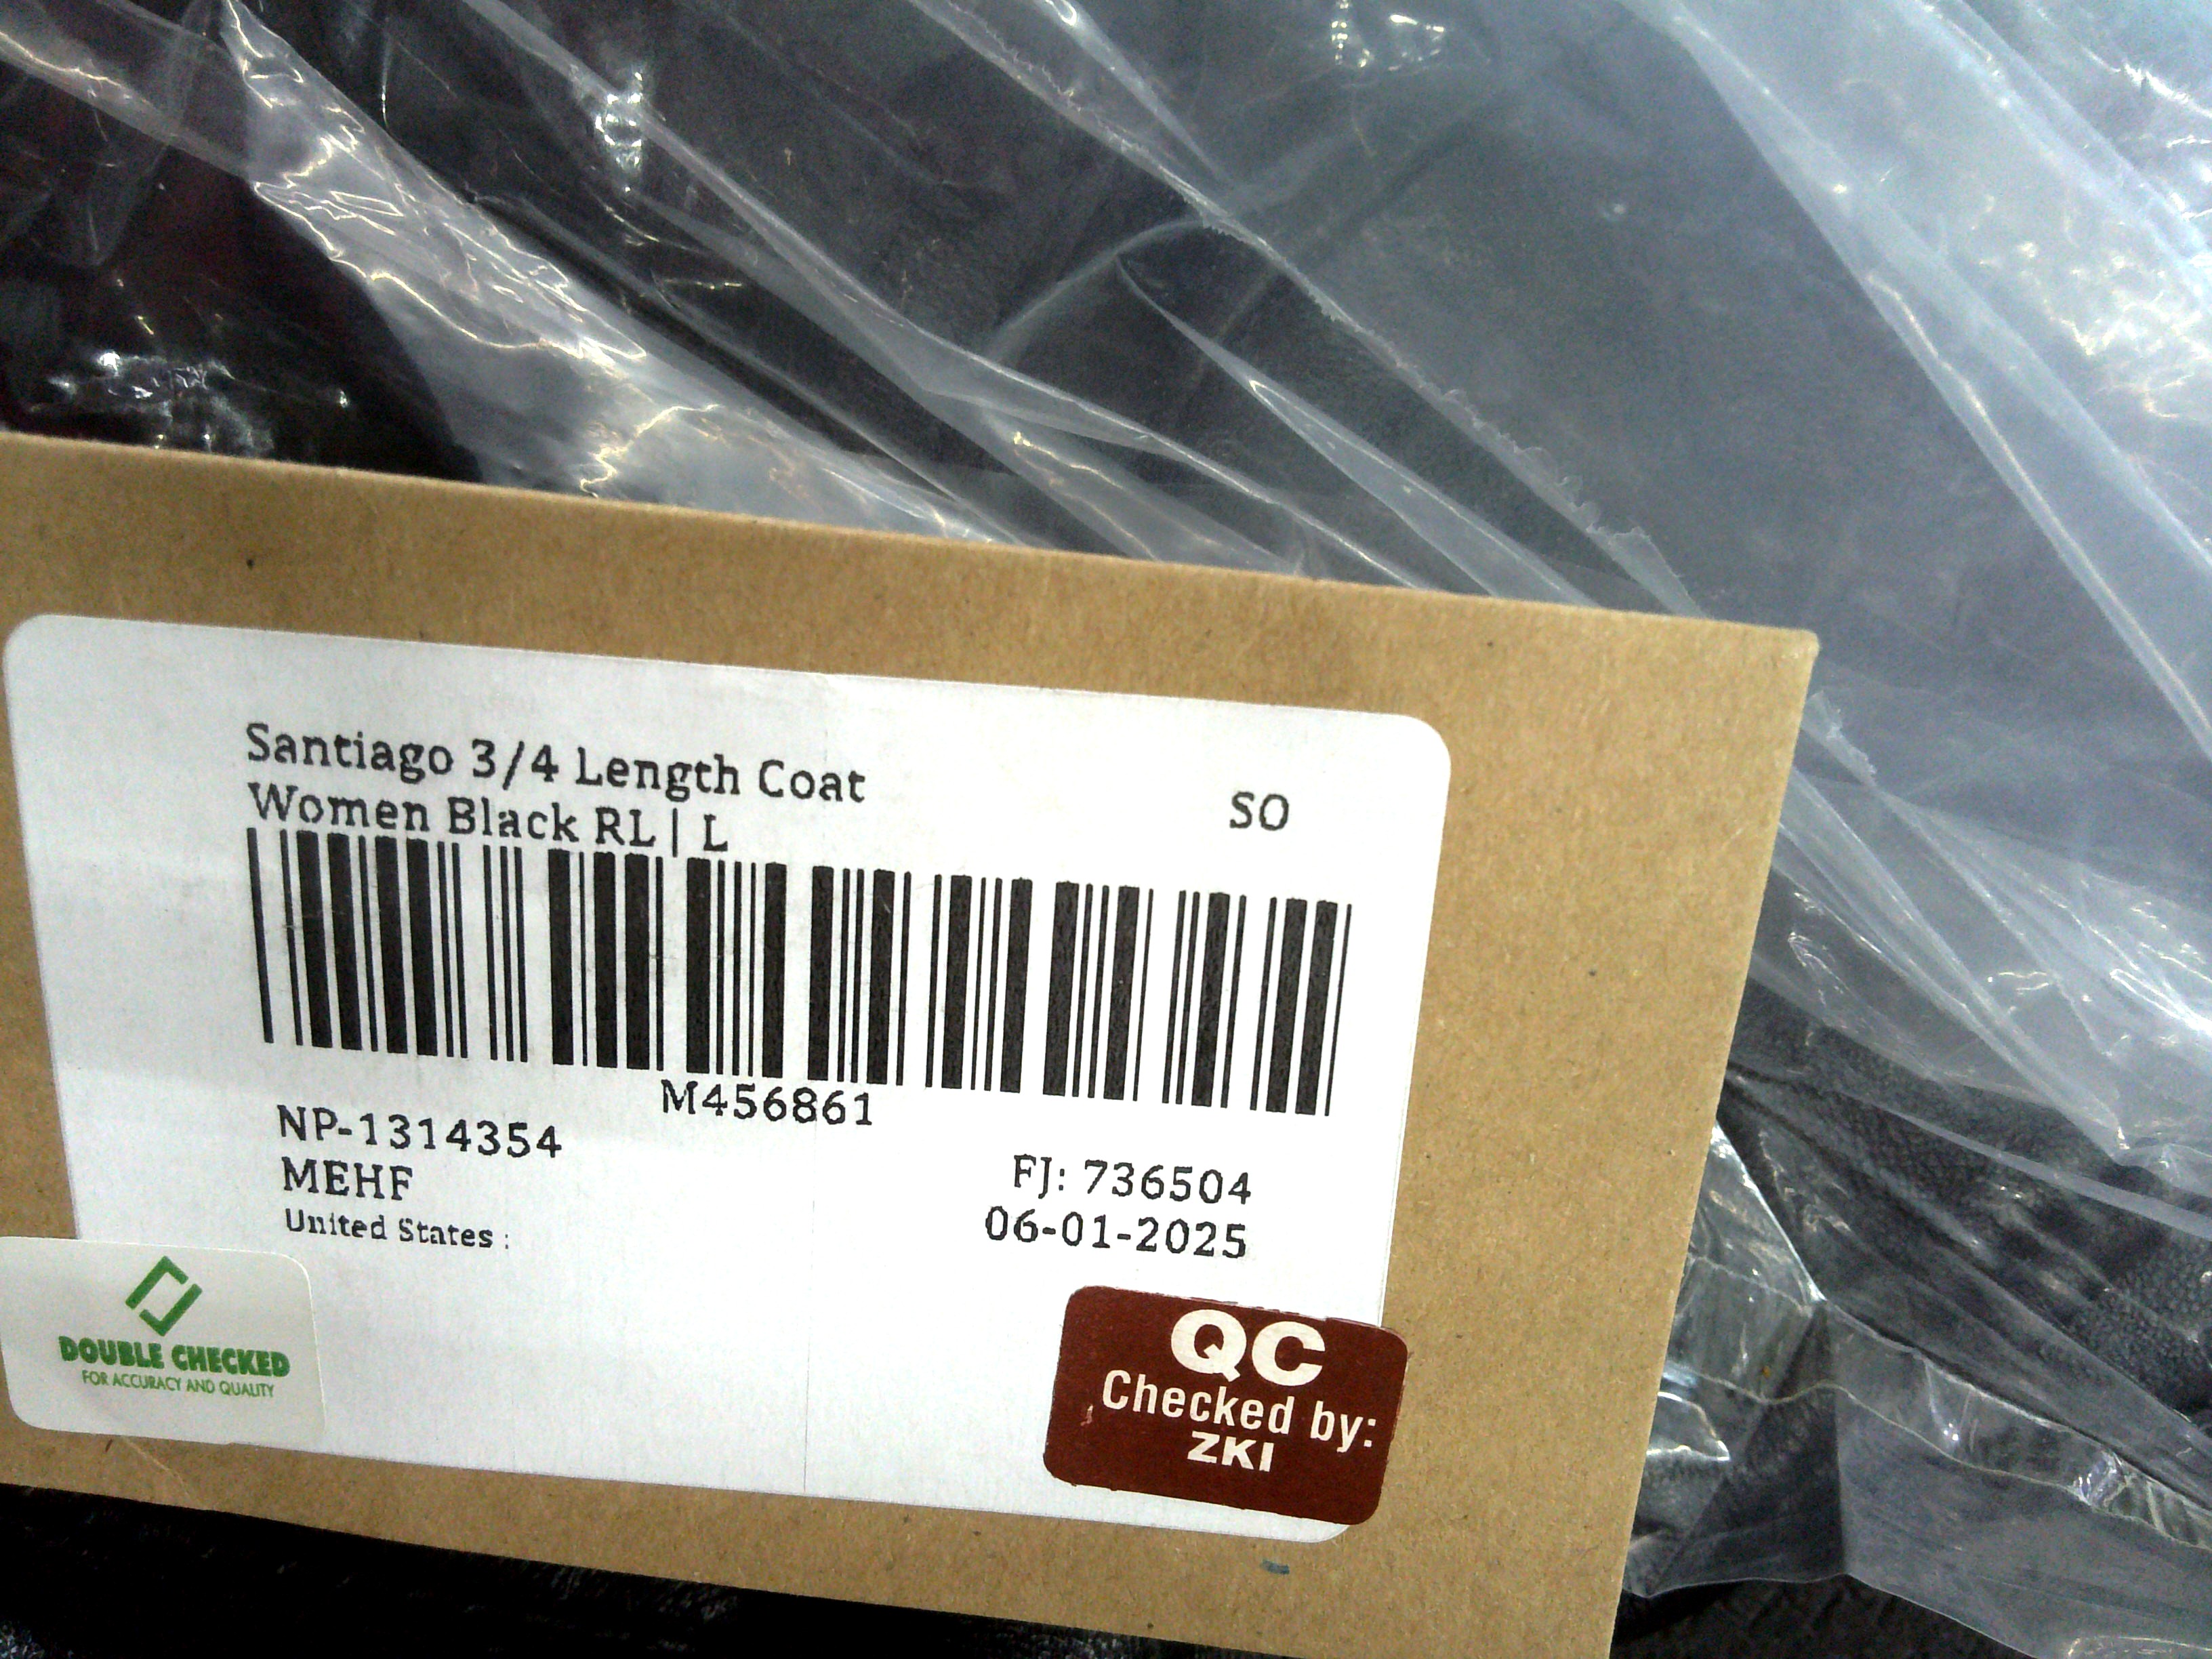 Santiago 3/4 Length Coat
Women Black RL | L
SO
M456861
NP-1314354
MEHF
United States :
FJ: 736504
06-01-2025
DOUBLE CHECKED
FOR ACCURACY AND QUALITY
QC
Checked by:
ZKI